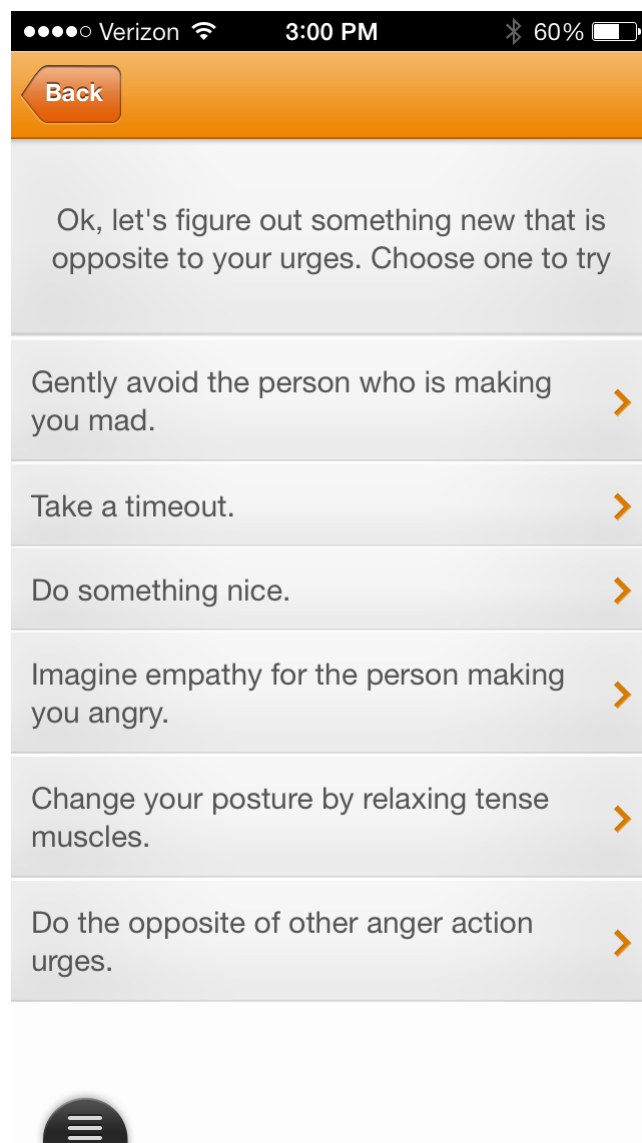 Verizon 3:00 PM 60%
Back
Ok, let's figure out something new that is
opposite to your urges. Choose one to try
Gently avoid the person who is making
you mad.
Take a timeout.
Do something nice.
Imagine empathy for the person making
you angry.
Change your posture by relaxing tense
muscles.
Do the opposite of other anger action
urges.